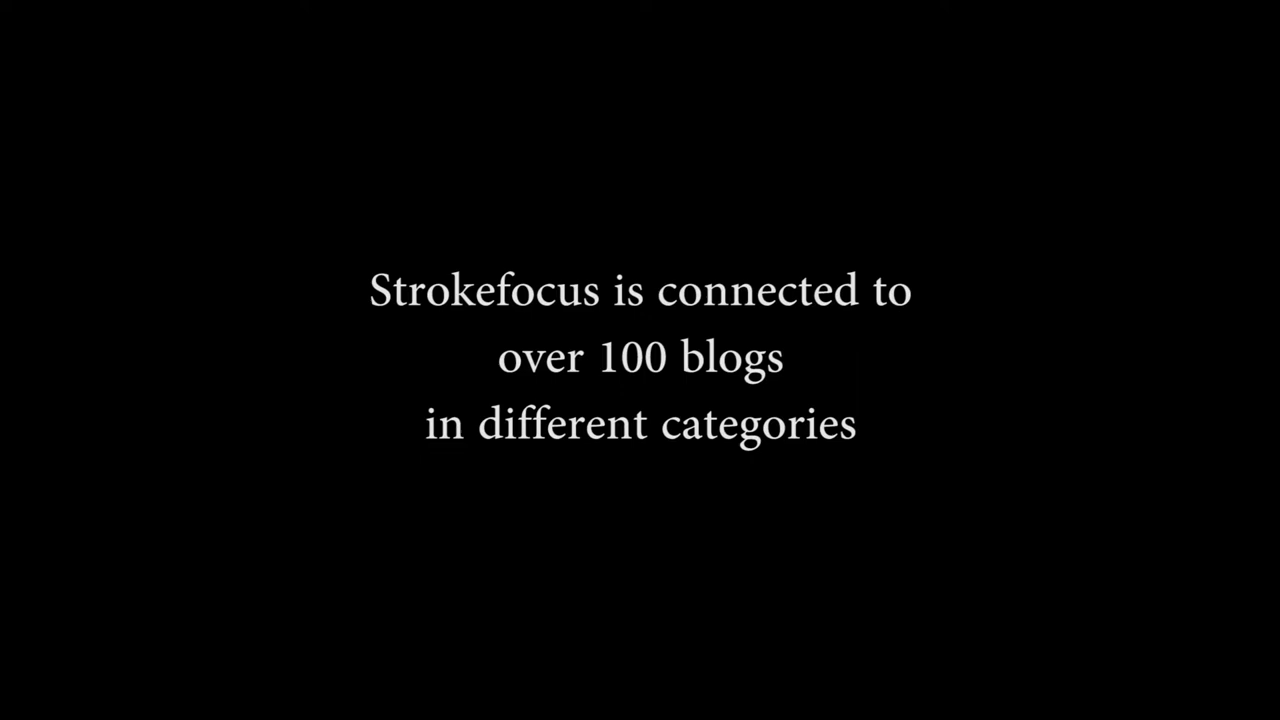 Strokefocus is connected to
over 100 blogs
in different categories